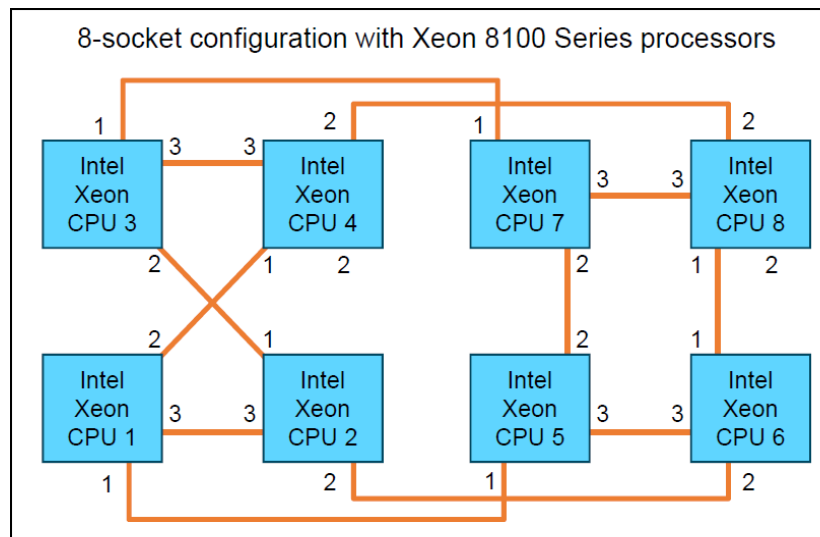 8-socket configuration with Xeon 8100 Series processors
1
2
1
2
Intel
Xeon
CPU 3
3
3
Intel
Xeon
CPU 4
Intel
Xeon
CPU 7
3
3
Intel
Xeon
CPU 8
2
1
2
2
1
2
2
1
2
1
Intel
Xeon
CPU 1
3
3
Intel
Xeon
CPU 2
Intel
Xeon
CPU 5
3
3
Intel
Xeon
CPU 6
1
2
1
2